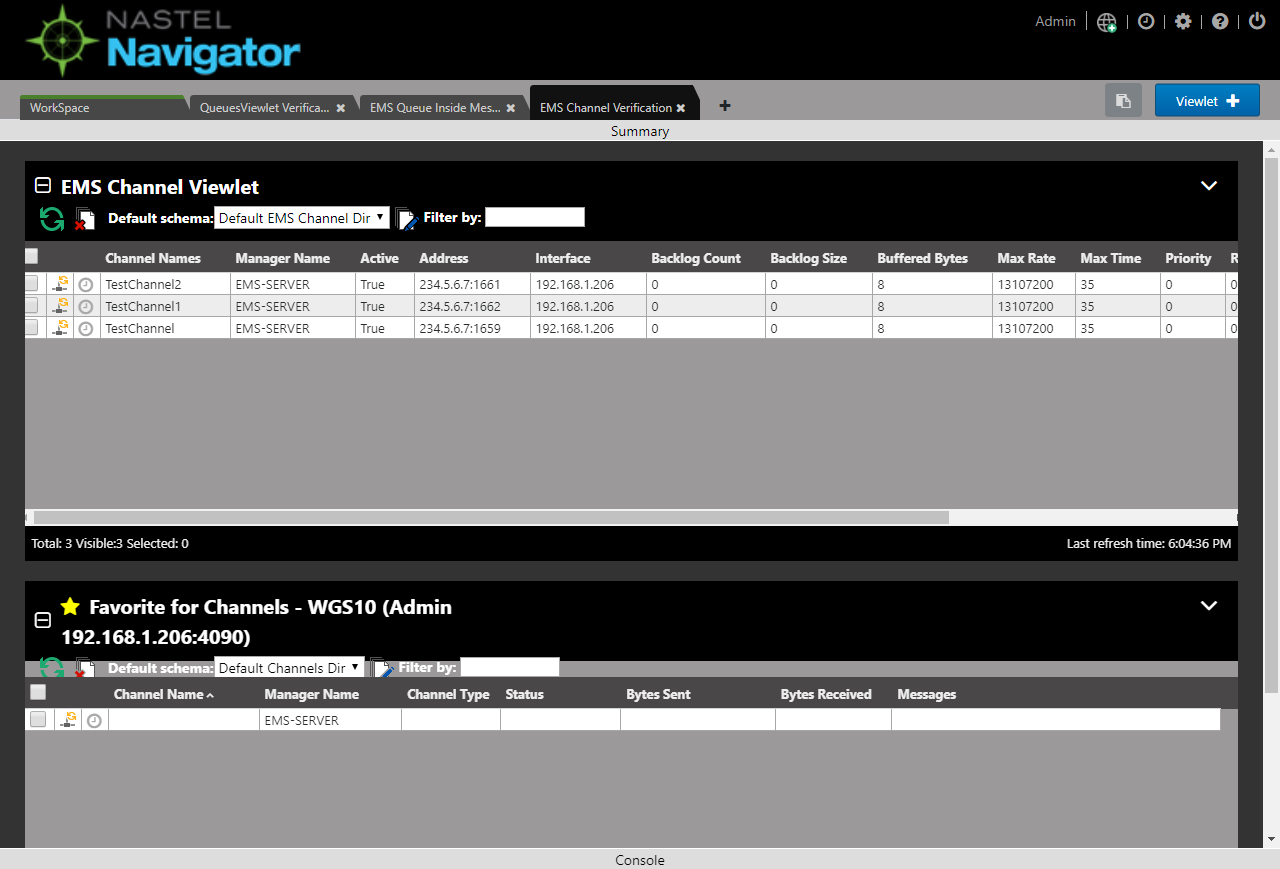 NASTEL
Navigator
Admin
WorkSpace
QueuesViewlet Verifica...
EMS Queue Inside Mes...
EMS Channel Verification
Viewlet
Summary
EMS Channel Viewlet
Default schema: Default EMS Channel Dir Filter by:
Channel Names Manager Name Active Address Interface Backlog Count Backlog Size Buffered Bytes Max Rate Max Time Priority R
TestChannel2 EMS-SERVER True 234.5.6.7:1661 192.168.1.206 0 0 8 13107200 35 0 0
TestChannel1 EMS-SERVER True 234.5.6.7:1662 192.168.1.206 0 0 8 13107200 35 0 0
TestChannel EMS-SERVER True 234.5.6.7:1659 192.168.1.206 0 0 8 13107200 35 0 0
Total: 3 Visible:3 Selected: 0
Last refresh time: 6:04:36 PM
Favorite for Channels - WGS10 (Admin
192.168.1.206:4090)
Default schema: Default Channels Dir Filter by:
Channel Name Manager Name Channel Type Status Bytes Sent Bytes Received Messages
EMS-SERVER
Console